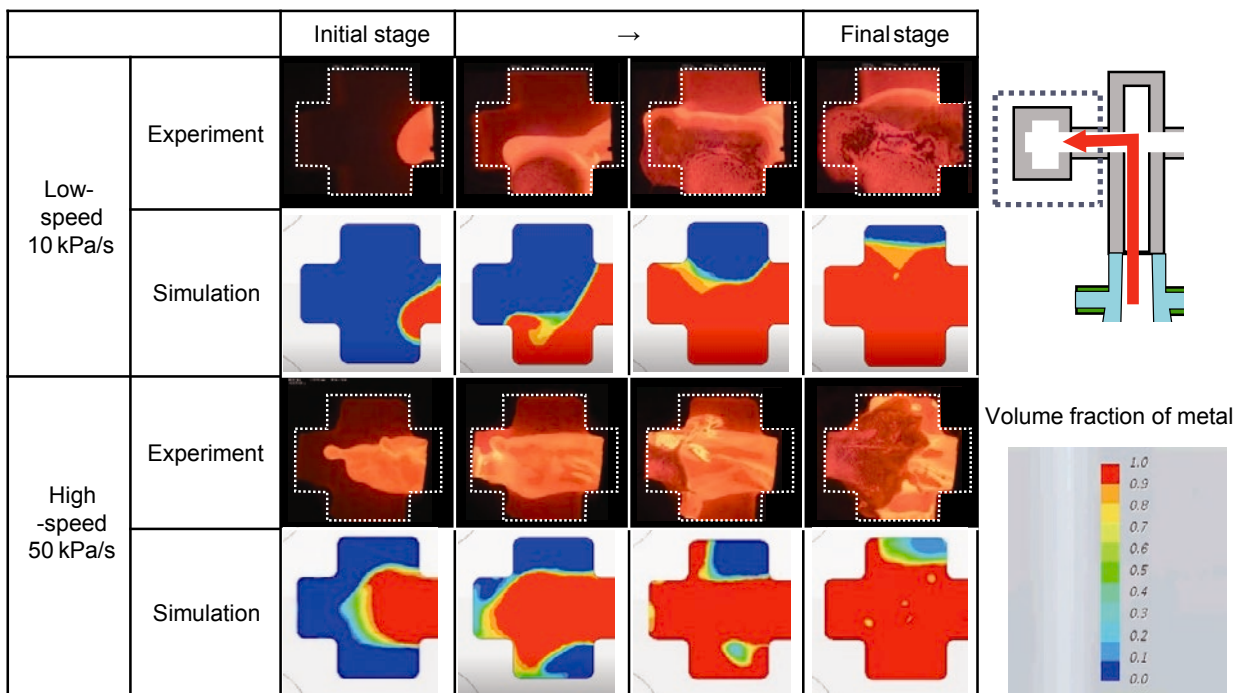 Initial stage
→
Final stage
Low-
speed
10 kPa/s
Experiment
Simulation
High
-speed
50 kPa/s
Experiment
Simulation
Volume fraction of metal
1.0
0.9
0.8
0.7
0.6
0.5
0.4
0.3
0.2
0.1
0.0